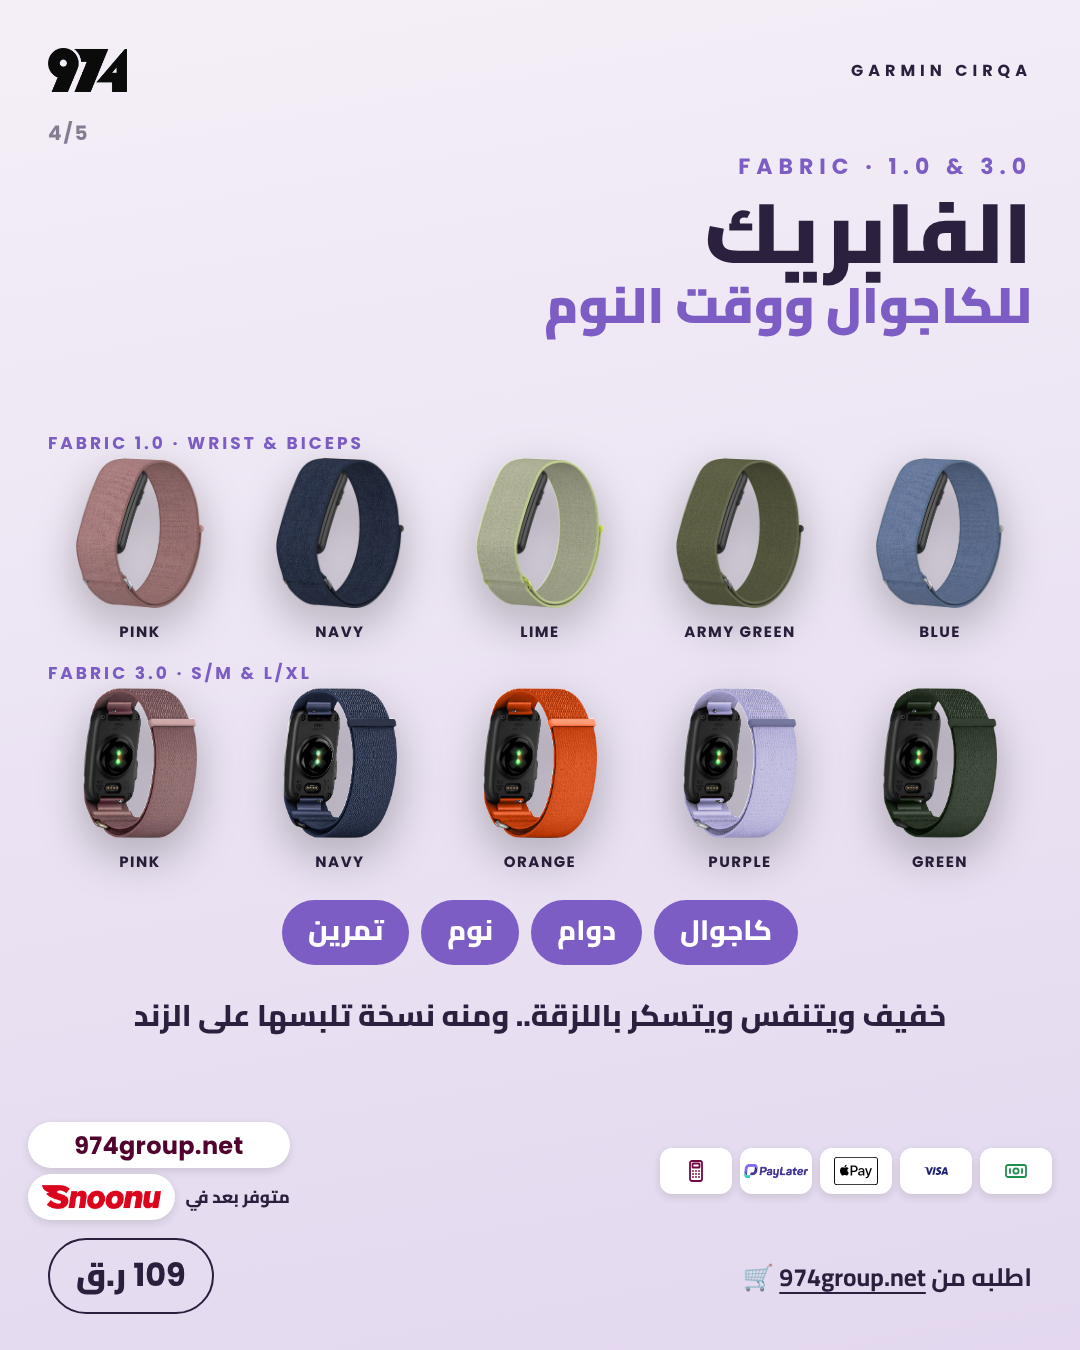 974
GARMIN CIRQA
4/5
FABRIC · 1.0 & 3.0
الفابريك
للكاجوال ووقت النوم
FABRIC 1.0 · WRIST & BICEPS
PINK
NAVY
LIME
ARMY GREEN
BLUE
FABRIC 3.0 · S/M & L/XL
PINK
NAVY
ORANGE
PURPLE
GREEN
كاجوال
دوام
نوم
تمرين
خفيف ويتنفس ويتسكر باللزقة.. ومنه نسخة تلبسها على الزند
974group.net
متوفر بعد في Snoonu
PayLater
Pay
VISA
109 ر.ق
اطلبه من 974group.net 🛒